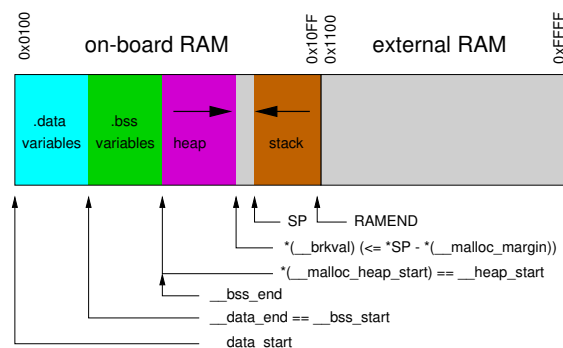 0x0100
on-board RAM
0x10FF
0x1100
external RAM
0xFFFF
.data
variables
.bss
variables
heap
stack
SP
RAMEND
*(__brkval) (<= *SP - *(__malloc_margin))
*(__malloc_heap_start) == __heap_start
__bss_end
__data_end == __bss_start
__data_start